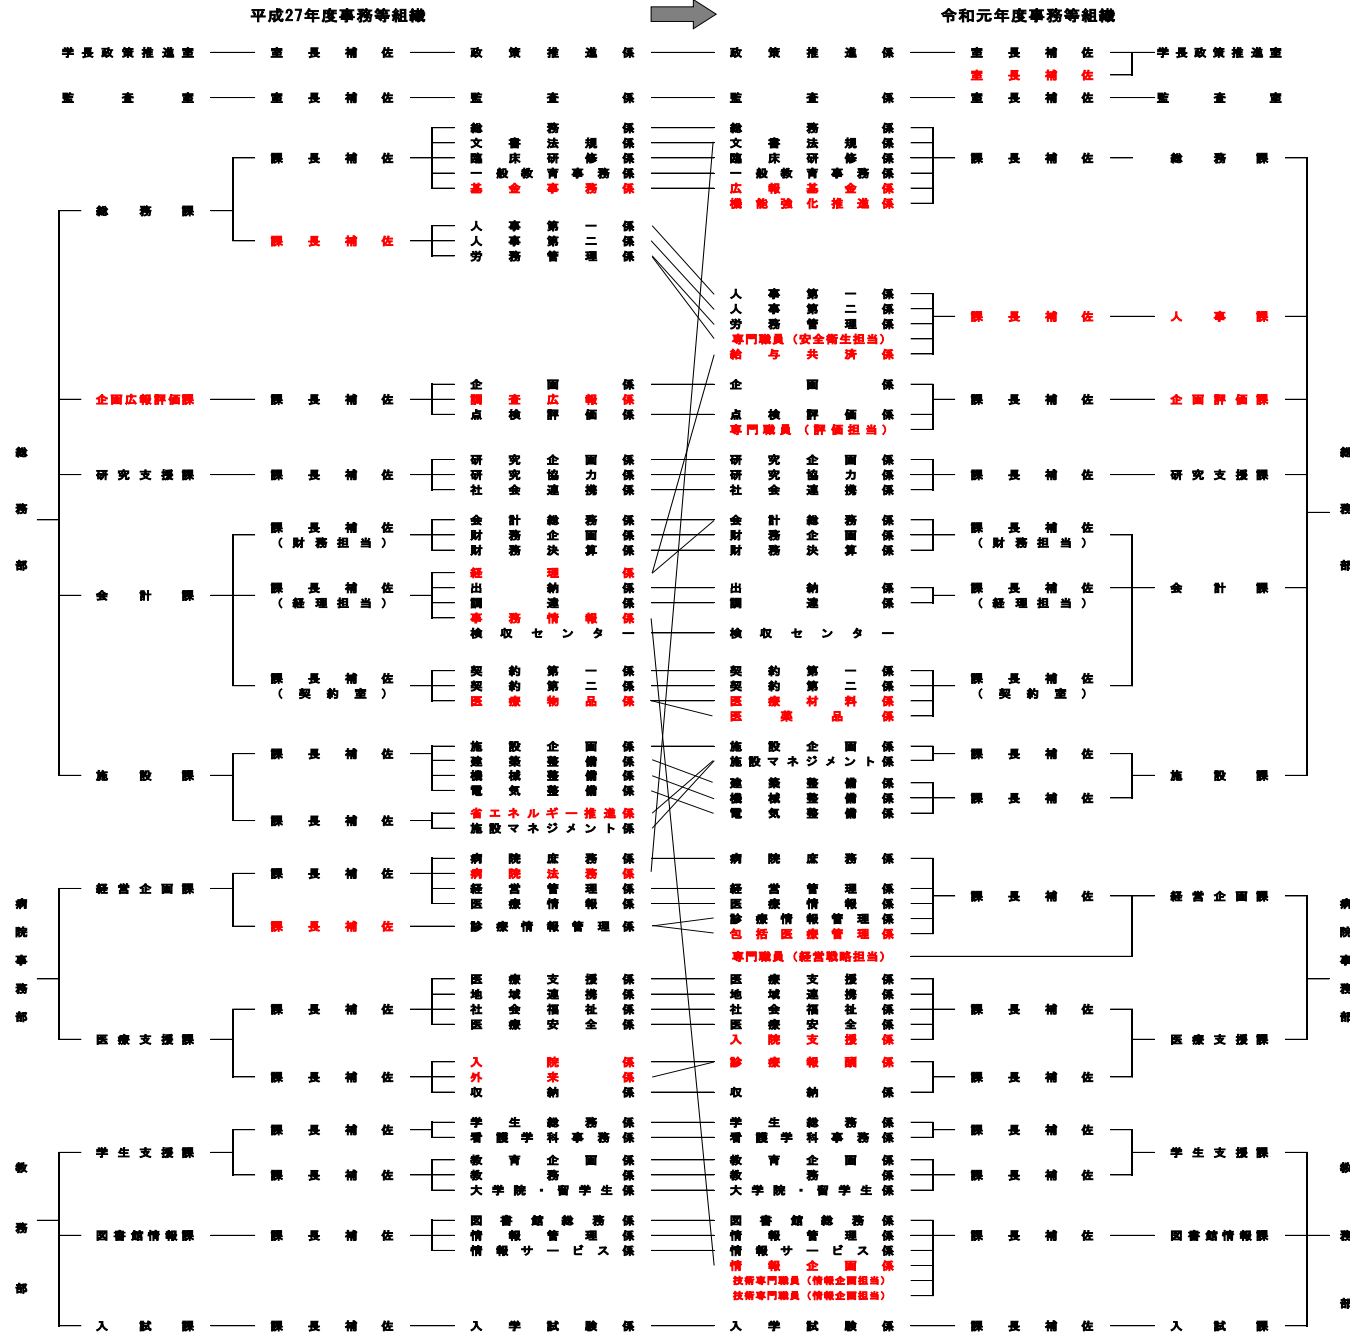 平成27年度事務等組織 令和元年度事務等組織
学長政策推進室 室長補佐 政策推進係 政策推進係 室長補佐 学長政策推進室
室長補佐
監査室 室長補佐 監査係 監査係 室長補佐 監査室
総務係 総務係
文書法規係 文書法規係
課長補佐 臨床研修係 臨床研修係 課長補佐 総務課
一般教育事務係 一般教育事務係
基金事務係 広報基金係
機能強化推進係
総務課
人事第一係
課長補佐 人事第二係
労務管理係
人事第一係
人事第二係
労務管理係 課長補佐 人事課
専門職員（安全衛生担当）
給与共済係
企画係 企画係
企画広報評価課 課長補佐 調査広報係 課長補佐 企画評価課
点検評価係 点検評価係
専門職員（評価担当）
総務部 総務部
研究企画係 研究企画係
研究支援課 課長補佐 研究協力係 研究協力係 課長補佐 研究支援課
社会連携係 社会連携係
会計総務係 会計総務係
課長補佐（財務担当） 財務企画係 財務企画係 課長補佐（財務担当）
財務決算係 財務決算係
経理係
会計課 課長補佐（経理担当） 出納係 出納係 課長補佐（経理担当） 会計課
調達係 調達係
事務情報係
検収センター 検収センター
契約第一係 契約第一係
課長補佐（契約室） 契約第二係 契約第二係 課長補佐（契約室）
医療物品係 医療材料係
医薬品係
施設企画係 施設企画係
課長補佐 建築整備係 施設マネジメント係 課長補佐
施設課 機械整備係 建築整備係 施設課
電気整備係 機械整備係 課長補佐
省エネルギー推進係 電気整備係
課長補佐 施設マネジメント係
病院庶務係 病院庶務係
課長補佐 病院法務係
経営企画課 経営管理係 経営管理係 課長補佐 経営企画課
医療情報係 医療情報係
課長補佐 診療情報管理係 診療情報管理係
包括医療管理係
専門職員（経営戦略担当）
病院事務部 病院事務部
医療支援係 医療支援係
地域連携係 地域連携係
課長補佐 社会福祉係 社会福祉係 課長補佐
医療安全係 医療安全係
医療支援課 入院支援係 医療支援課
入院係 診療報酬係
課長補佐 外来係 課長補佐
収納係 収納係
学生総務係 学生総務係
課長補佐 看護学科事務係 看護学科事務係 課長補佐
学生支援課 学生支援課
教育企画係 教育企画係
課長補佐 教務係 教務係 課長補佐
大学院・留学生係 大学院・留学生係
教務部 教務部
図書館総務係 図書館総務係
図書館情報課 課長補佐 情報管理係 情報管理係 課長補佐 図書館情報課
情報サービス係 情報サービス係
情報企画係
技術専門職員（情報企画担当）
技術専門職員（情報企画担当）
入試課 課長補佐 入学試験係 入学試験係 課長補佐 入試課